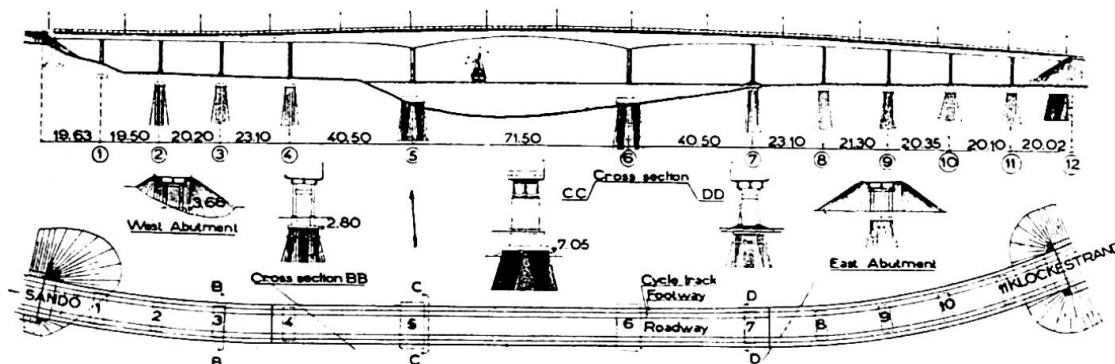 19.63 19.50 20.20 23.10 40.50 71.50 40.50 23.10 21.30 20.35 20.10 20.02
1 2 3 4 5 6 7 8 9 10 11 12
3.68
West Abutment
2.80
Cross section BB
7.05
Cross section
CC DD
East Abutment
Cycle track
Footway
Roadway
B C D
SANDÖ 1 2 3 4 5 6 7 8 9 10 11 KLOCKESTRAND
B C D